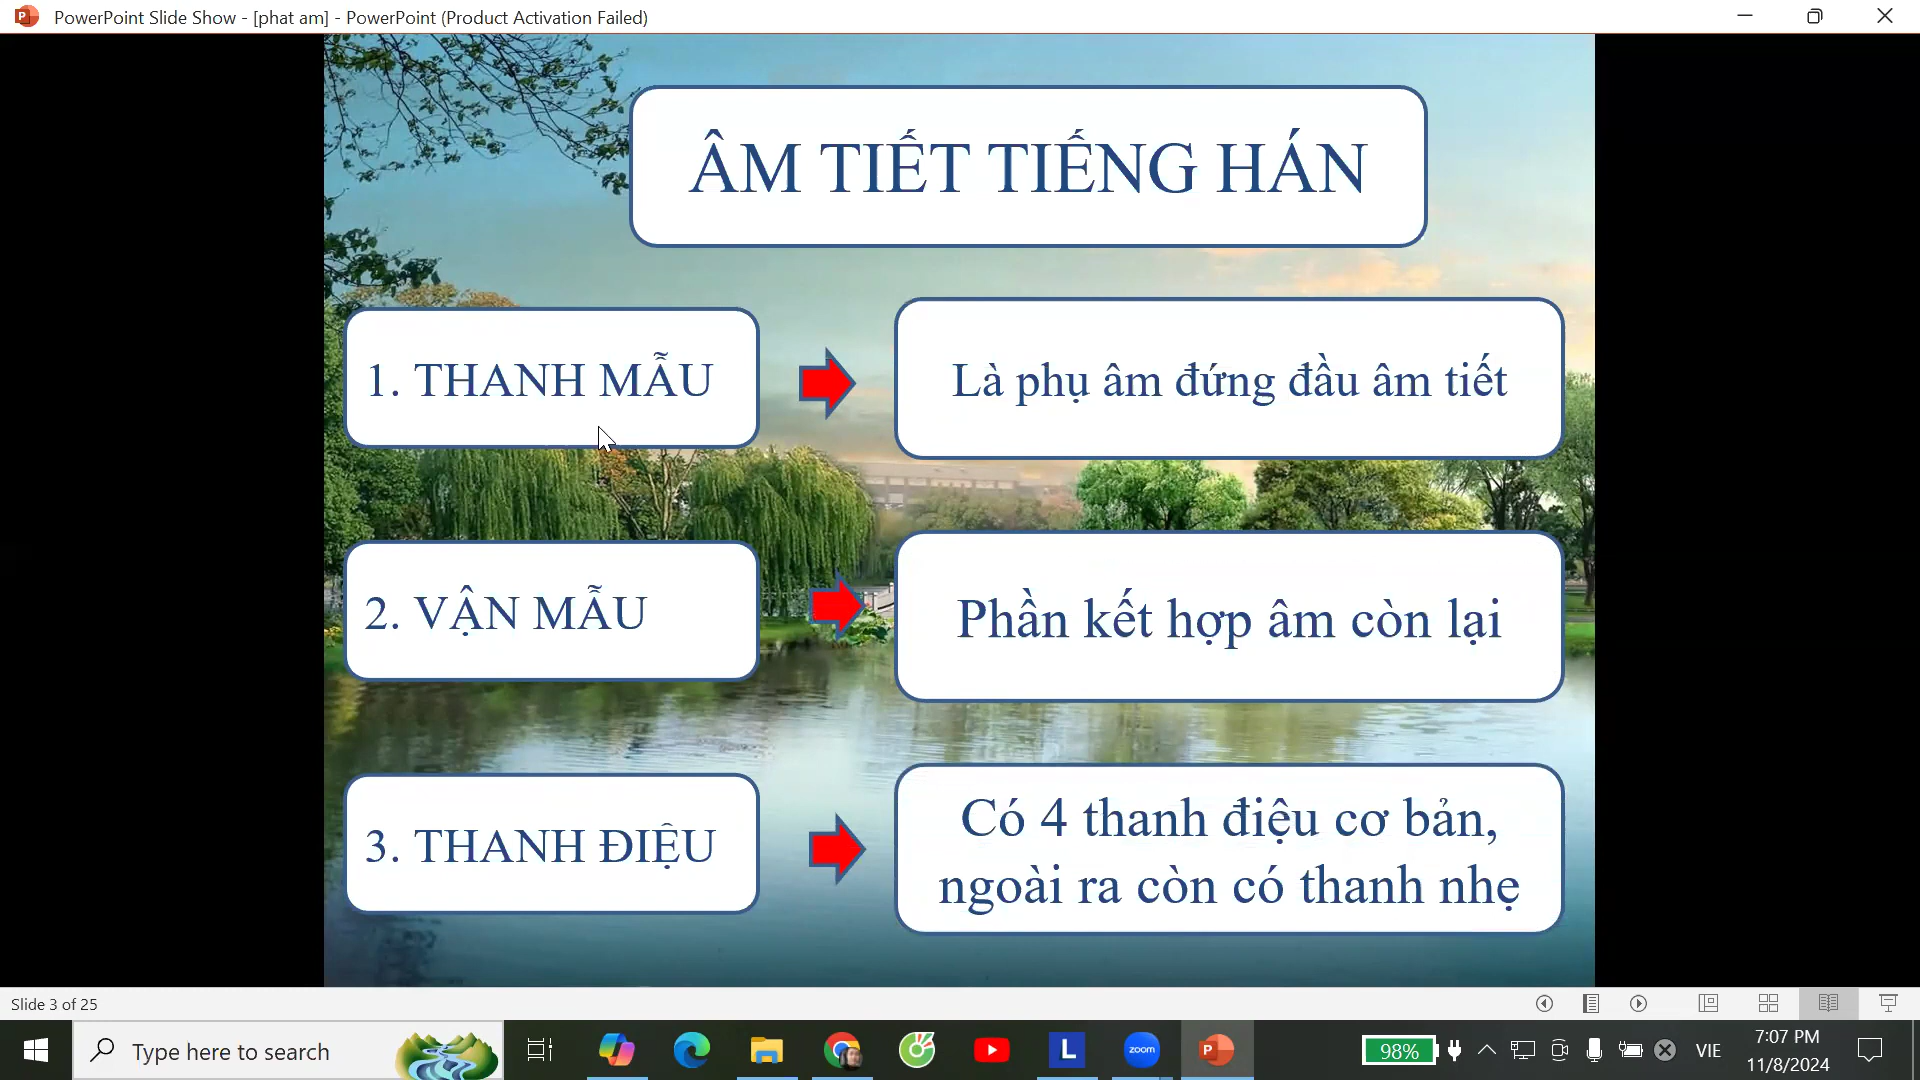 PowerPoint Slide Show - [phat am] - PowerPoint (Product Activation Failed)
ÂM TIẾT TIẾNG HÁN
1. THANH MẪU
Là phụ âm đứng đầu âm tiết
2. VẬN MẪU
Phần kết hợp âm còn lại
3. THANH ĐIỆU
Có 4 thanh điệu cơ bản,
ngoài ra còn có thanh nhẹ
Slide 3 of 25
Type here to search
L
zoom
P
98%
VIE
7:07 PM
11/8/2024